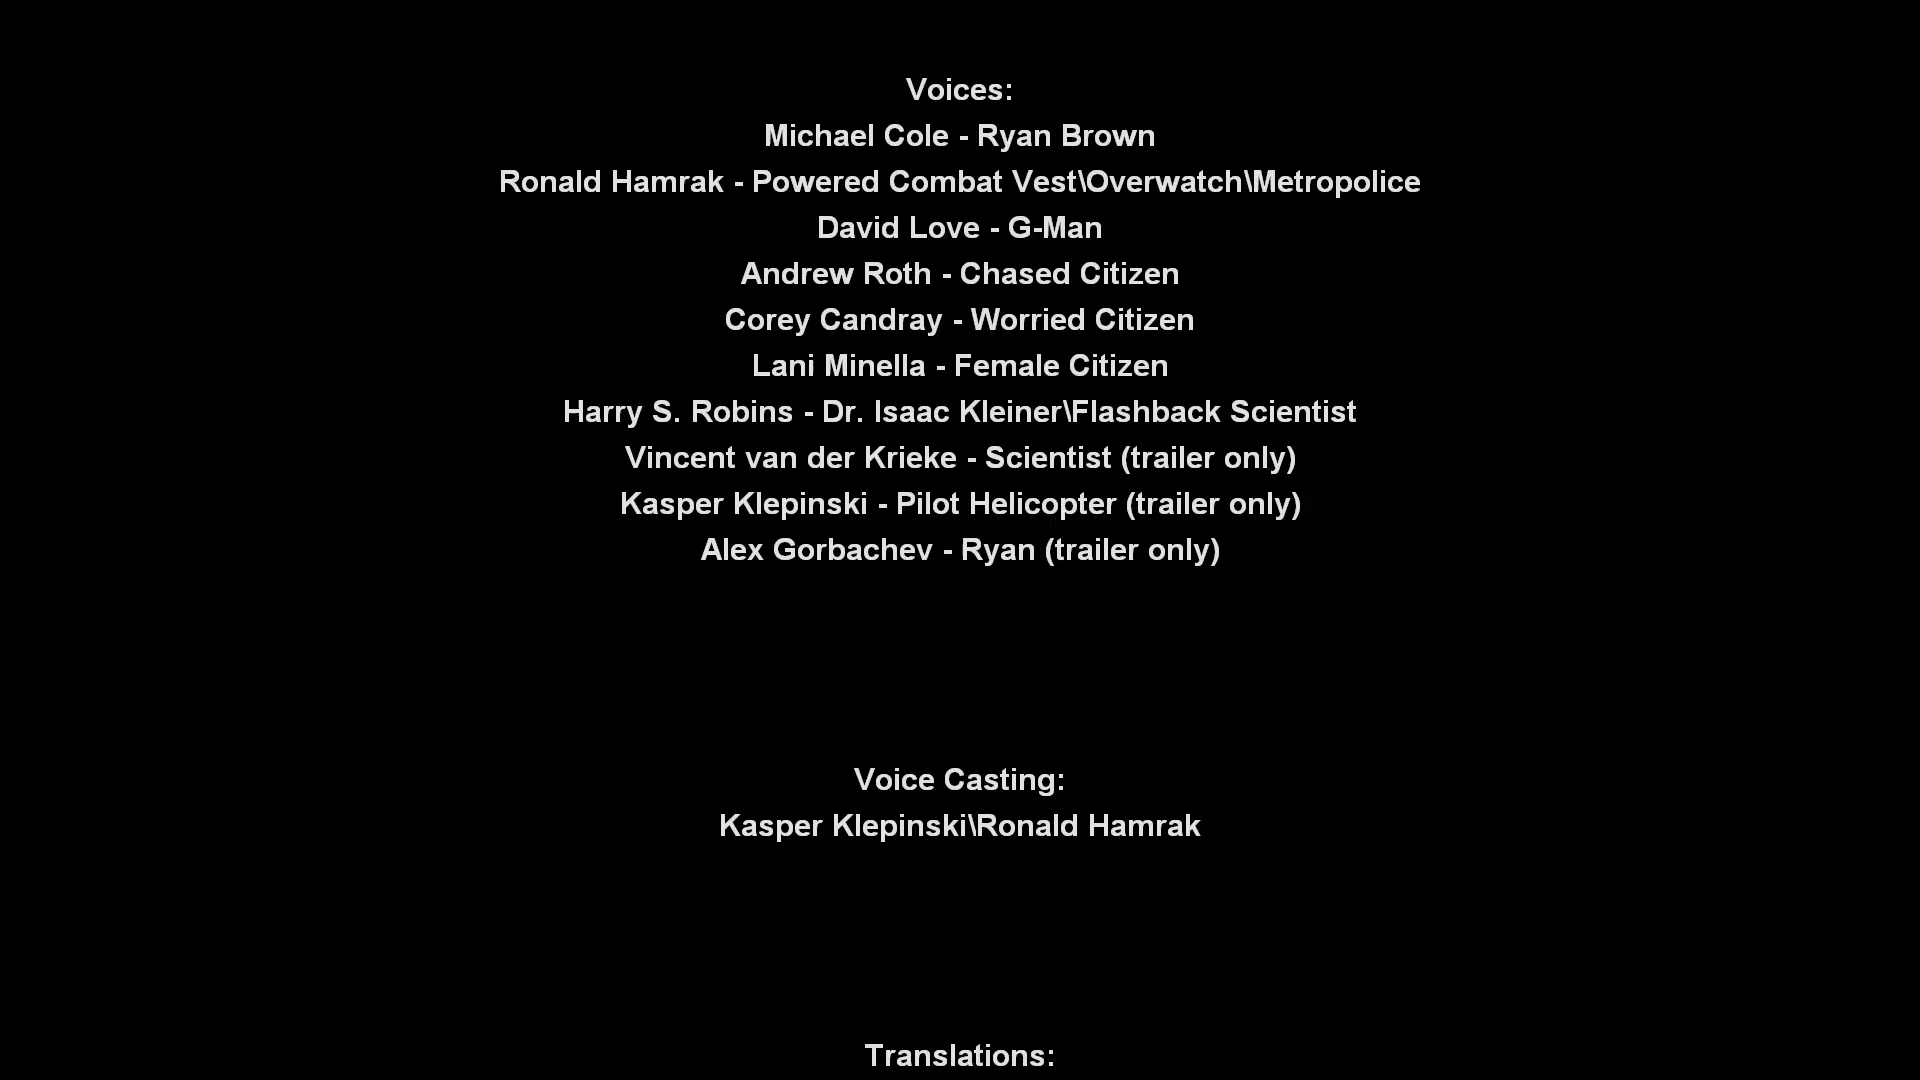 Voices:
Michael Cole - Ryan Brown
Ronald Hamrak - Powered Combat Vest\Overwatch\Metropolice
David Love - G-Man
Andrew Roth - Chased Citizen
Corey Candray - Worried Citizen
Lani Minella - Female Citizen
Harry S. Robins - Dr. Isaac Kleiner\Flashback Scientist
Vincent van der Krieke - Scientist (trailer only)
Kasper Klepinski - Pilot Helicopter (trailer only)
Alex Gorbachev - Ryan (trailer only)
Voice Casting:
Kasper Klepinski\Ronald Hamrak
Translations: